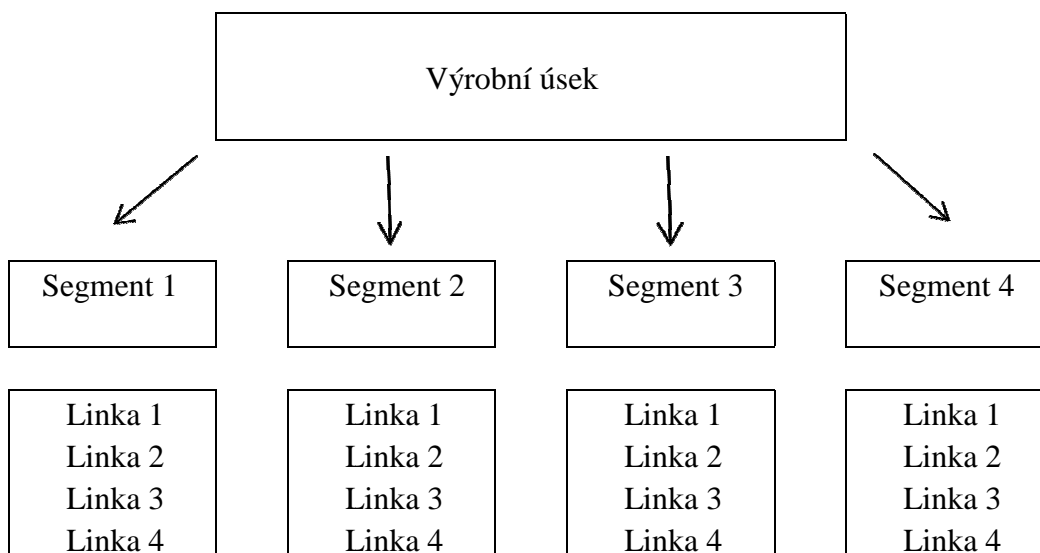 Výrobní úsek
Segment 1 Segment 2 Segment 3 Segment 4
Linka 1 Linka 1 Linka 1 Linka 1
Linka 2 Linka 2 Linka 2 Linka 2
Linka 3 Linka 3 Linka 3 Linka 3
Linka 4 Linka 4 Linka 4 Linka 4